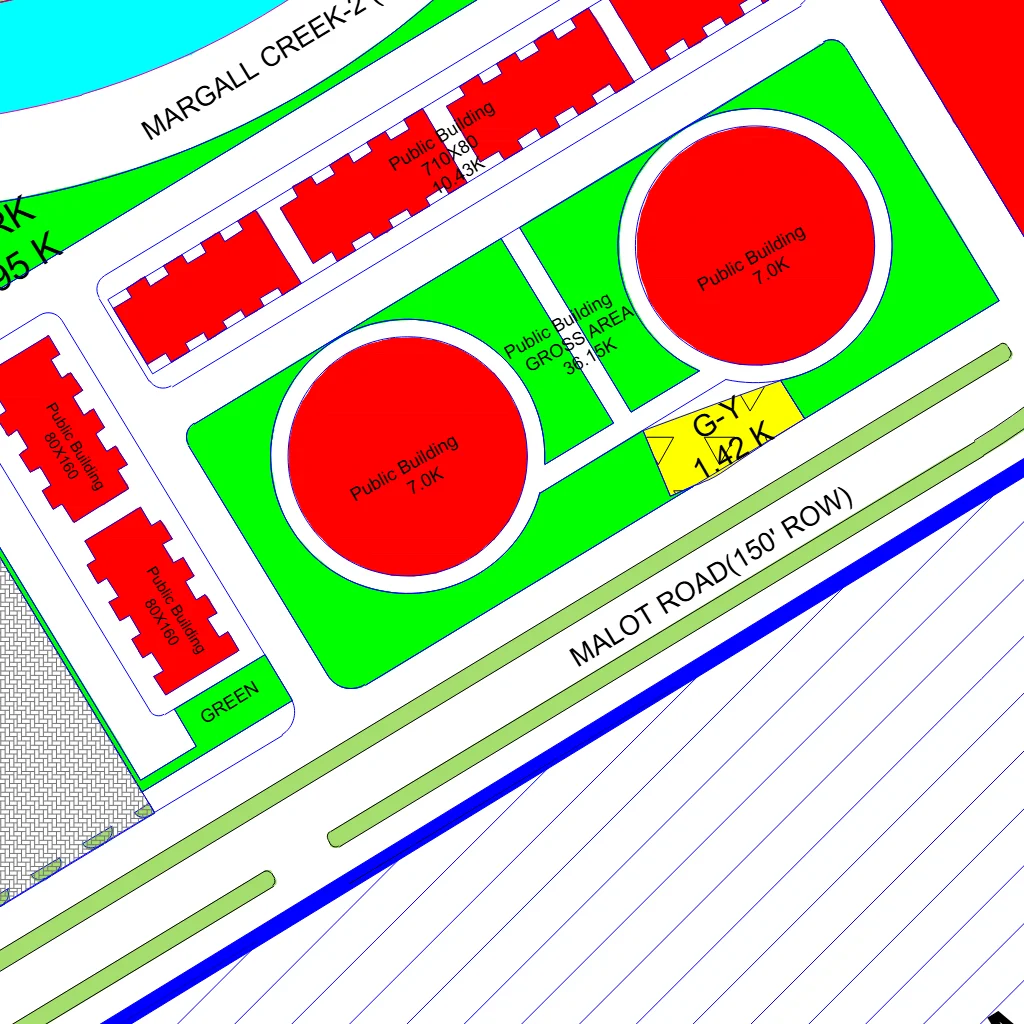 MARGALL CREEK-2 (
RK
95 K
Public Building
710X80
10.43K
Public Building
7.0K
Public Building
GROSS AREA
36.15K
Public Building
80X160
G-Y
1.42 K
Public Building
7.0K
MALOT ROAD(150' ROW)
Public Building
80X160
GREEN